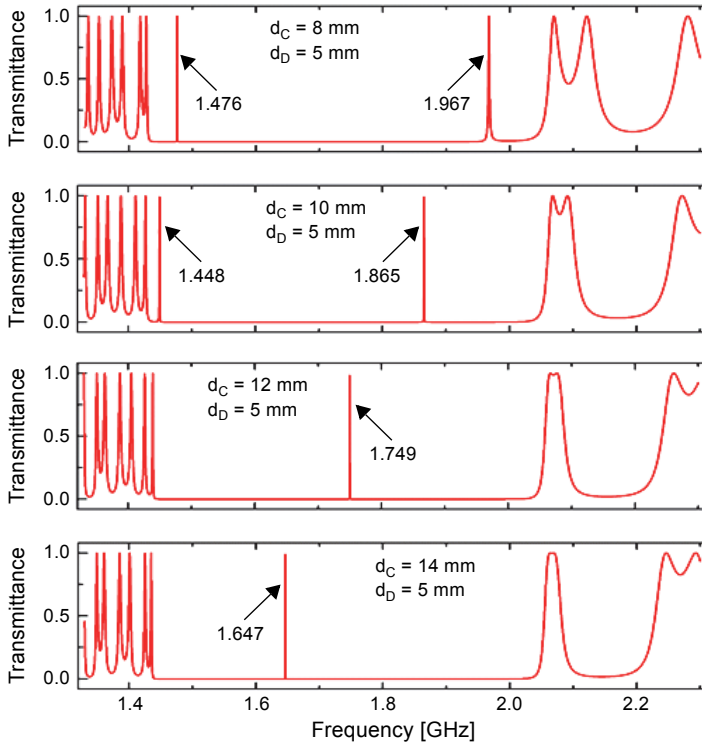 Transmittance
1.0
0.5
0.0
d_C = 8 mm
d_D = 5 mm
1.476
1.967
Transmittance
1.0
0.5
0.0
d_C = 10 mm
d_D = 5 mm
1.448
1.865
Transmittance
1.0
0.5
0.0
d_C = 12 mm
d_D = 5 mm
1.749
Transmittance
1.0
0.5
0.0
d_C = 14 mm
d_D = 5 mm
1.647
1.4 1.6 1.8 2.0 2.2
Frequency [GHz]